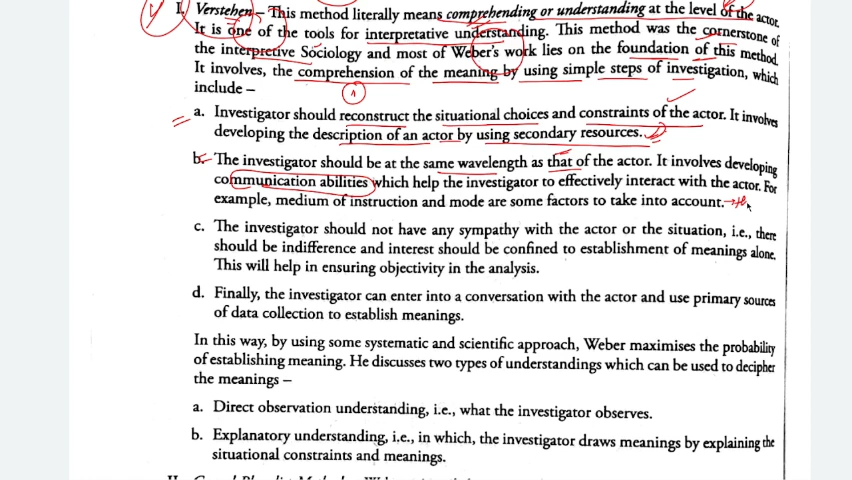 I. Verstehen – This method literally means comprehending or understanding at the level of the actor.
It is one of the tools for interpretative understanding. This method was the cornerstone of
the interpretive Sociology and most of Weber's work lies on the foundation of this method.
It involves, the comprehension of the meaning by using simple steps of investigation, which
include –
a. Investigator should reconstruct the situational choices and constraints of the actor. It involves
developing the description of an actor by using secondary resources.
b. The investigator should be at the same wavelength as that of the actor. It involves developing
communication abilities which help the investigator to effectively interact with the actor. For
example, medium of instruction and mode are some factors to take into account.
c. The investigator should not have any sympathy with the actor or the situation, i.e., there
should be indifference and interest should be confined to establishment of meanings alone.
This will help in ensuring objectivity in the analysis.
d. Finally, the investigator can enter into a conversation with the actor and use primary sources
of data collection to establish meanings.
In this way, by using some systematic and scientific approach, Weber maximises the probability
of establishing meaning. He discusses two types of understandings which can be used to decipher
the meanings –
a. Direct observation understanding, i.e., what the investigator observes.
b. Explanatory understanding, i.e., in which, the investigator draws meanings by explaining the
situational constraints and meanings.